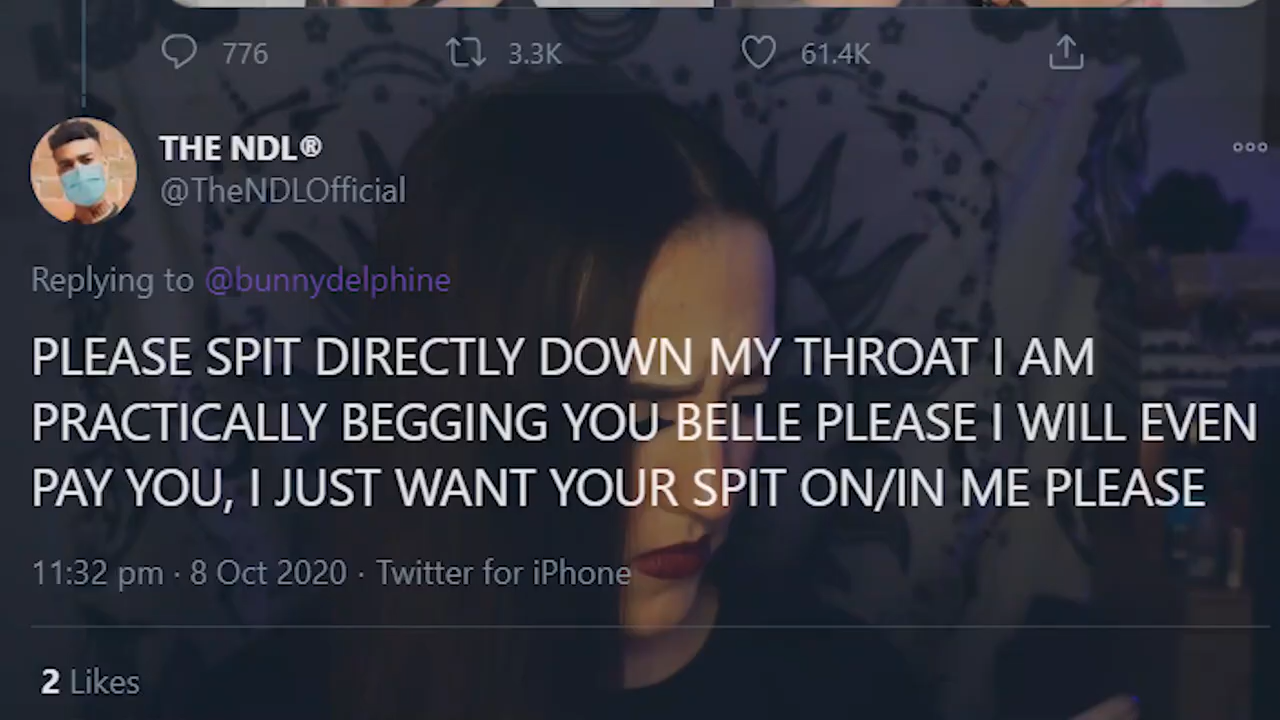 776 3.3K 61.4K
THE NDL®
@TheNDLOfficial
Replying to @bunnydelphine
PLEASE SPIT DIRECTLY DOWN MY THROAT I AM
PRACTICALLY BEGGING YOU BELLE PLEASE I WILL EVEN
PAY YOU, I JUST WANT YOUR SPIT ON/IN ME PLEASE
11:32 pm · 8 Oct 2020 · Twitter for iPhone
2 Likes